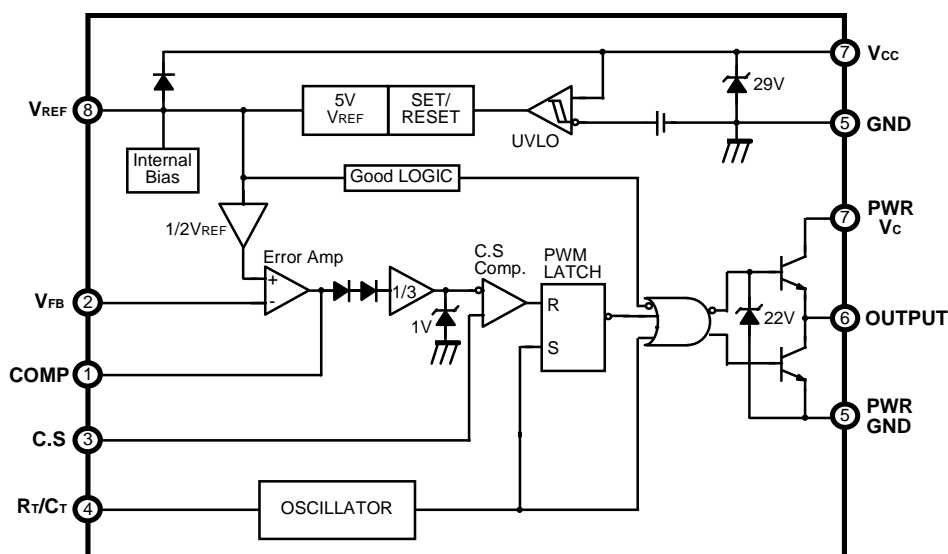 7 VCC
29V
VREF 8
5V
VREF
SET/
RESET
UVLO
5 GND
Internal
Bias
Good LOGIC
1/2VREF
7 PWR
VC
Error Amp
C.S
Comp.
PWM
LATCH
+
-
1/3
1V
R
S
22V
VFB 2
6 OUTPUT
COMP 1
5 PWR
GND
C.S 3
RT/CT 4
OSCILLATOR